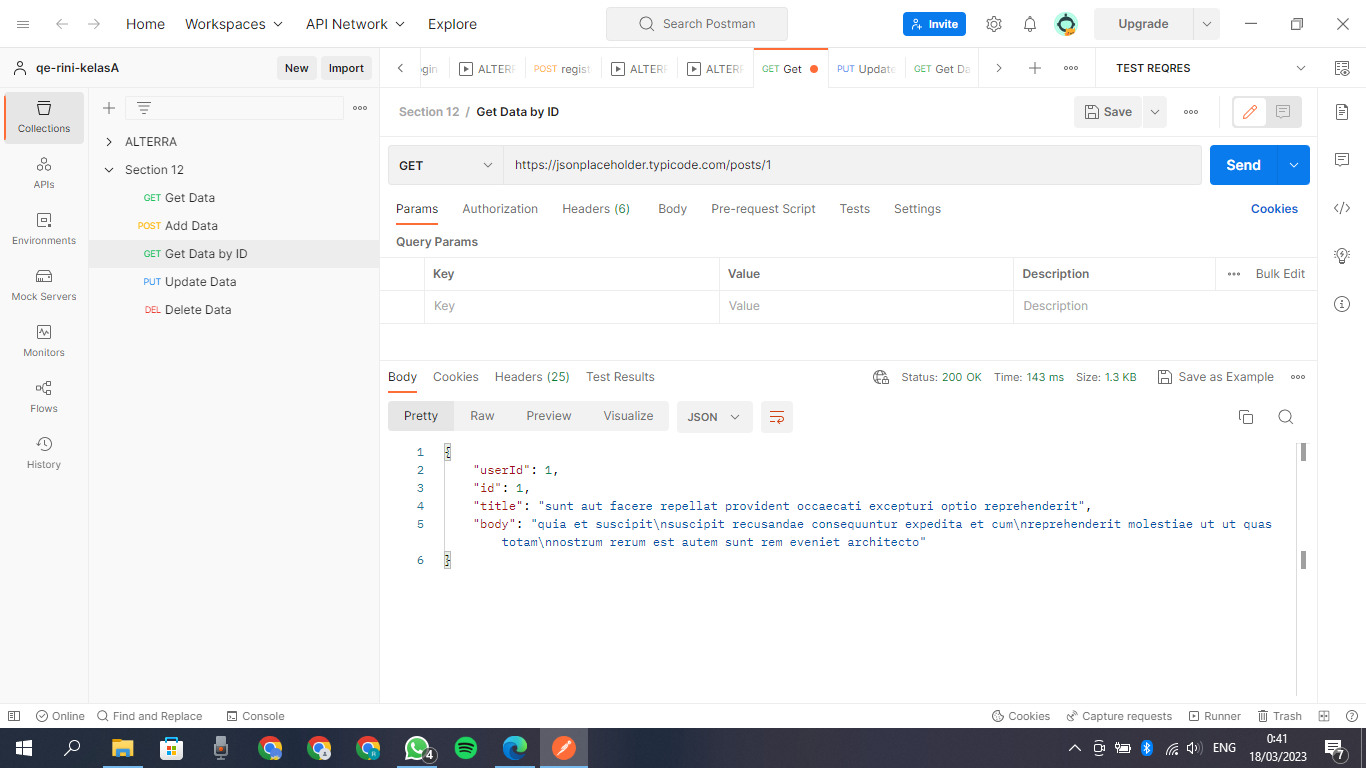 Home Workspaces API Network Explore Search Postman Invite Upgrade
qe-rini-kelasA New Import
ALTERR POST regist ALTERR ALTERR GET Get PUT Update GET Get Da TEST REQRES
Collections
APIs
Environments
Mock Servers
Monitors
Flows
History
ALTERRA
Section 12
GET Get Data
POST Add Data
GET Get Data by ID
PUT Update Data
DEL Delete Data
Section 12 / Get Data by ID Save
GET https://jsonplaceholder.typicode.com/posts/1 Send
Params Authorization Headers (6) Body Pre-request Script Tests Settings Cookies
Query Params
Key Value Description Bulk Edit
Key Value Description
Body Cookies Headers (25) Test Results Status: 200 OK Time: 143 ms Size: 1.3 KB Save as Example
Pretty Raw Preview Visualize JSON
1 {
2 "userId": 1,
3 "id": 1,
4 "title": "sunt aut facere repellat provident occaecati excepturi optio reprehenderit",
5 "body": "quia et suscipit\nsuscipit recusandae consequuntur expedita et cum\nreprehenderit molestiae ut ut quas
totam\nnostrum rerum est autem sunt rem eveniet architecto"
6 }
Online Find and Replace Console Cookies Capture requests Runner Trash
4 ENG 0:41
18/03/2023 7